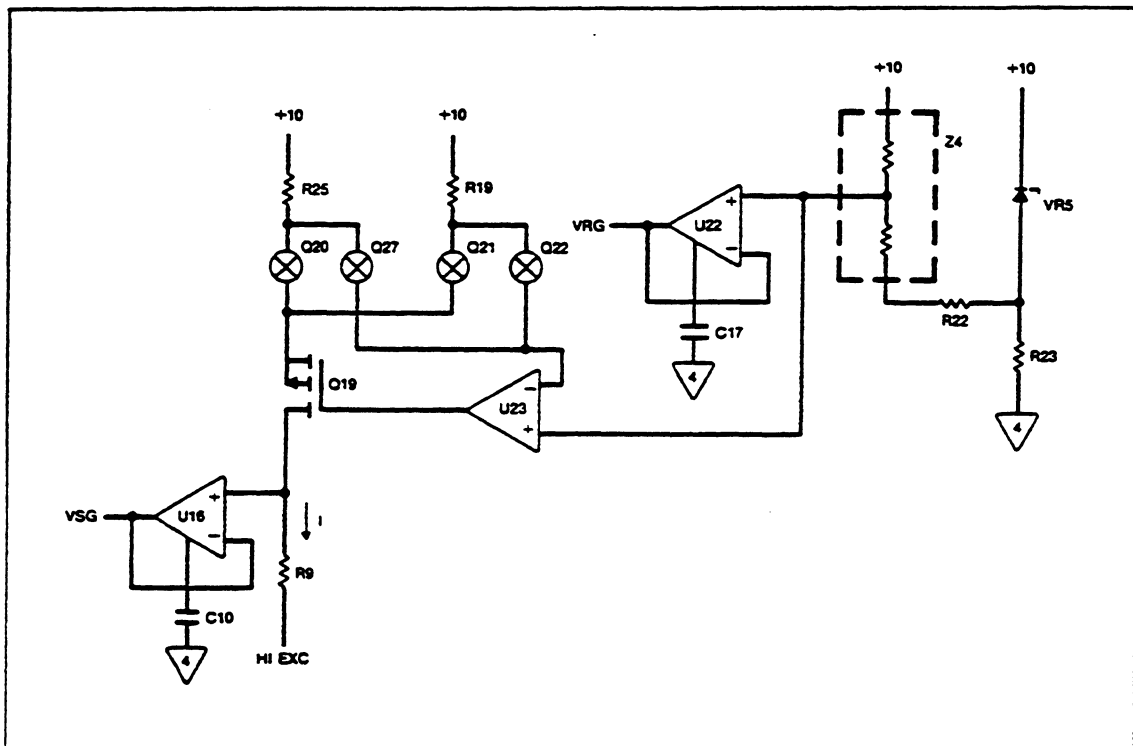 +10 +10
+10 +10
Z4
R25 R19
VR5
VRG U22 + −
Q20 Q27 Q21 Q22
R22
C17
R23
Q19
4
U23 − +
4
VSG U16 + −
I
R9
C10
4
HI EXC